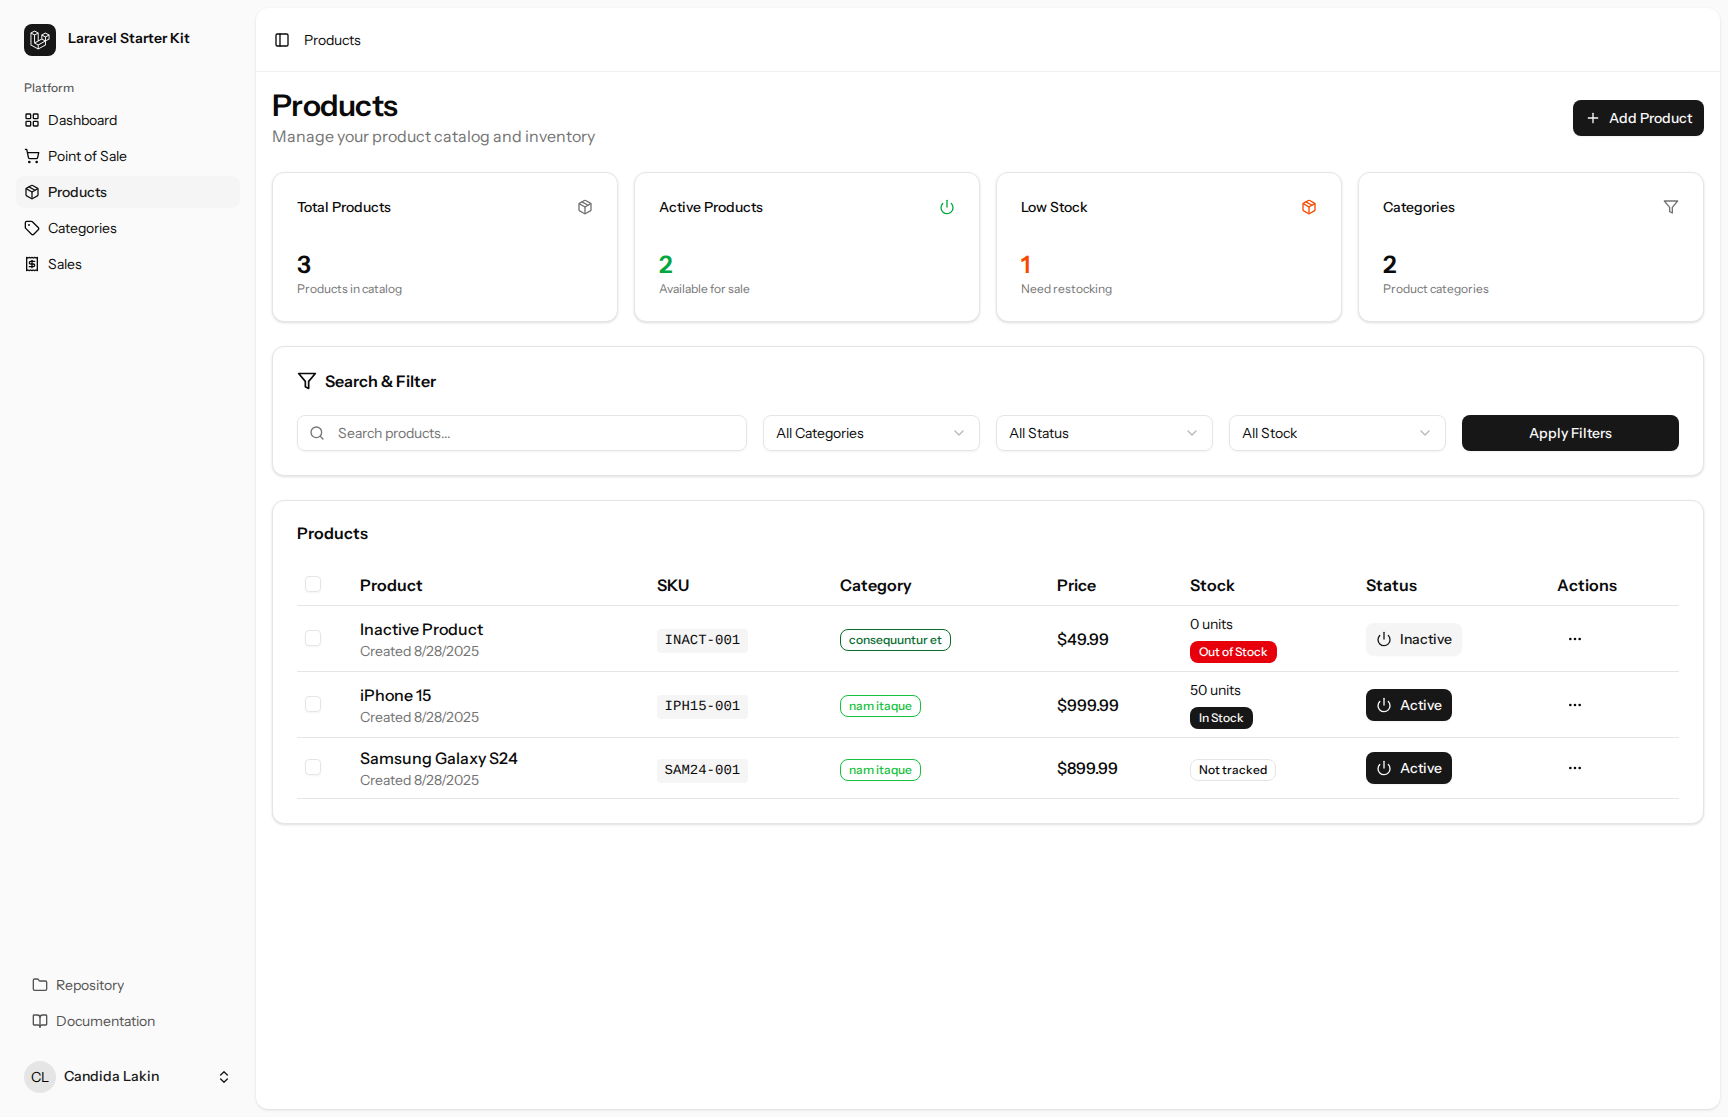 Laravel Starter Kit
Platform
Dashboard
Point of Sale
Products
Categories
Sales
Repository
Documentation
CL Candida Lakin
Products
Products
Manage your product catalog and inventory
Add Product
Total Products
3
Products in catalog
Active Products
2
Available for sale
Low Stock
1
Need restocking
Categories
2
Product categories
Search & Filter
Search products... All Categories All Status All Stock Apply Filters
Products
Product SKU Category Price Stock Status Actions
Inactive Product
Created 8/28/2025
INACT-001
consequuntur et
$49.99
0 units
Out of Stock
Inactive
iPhone 15
Created 8/28/2025
IPH15-001
nam itaque
$999.99
50 units
In Stock
Active
Samsung Galaxy S24
Created 8/28/2025
SAM24-001
nam itaque
$899.99
Not tracked
Active